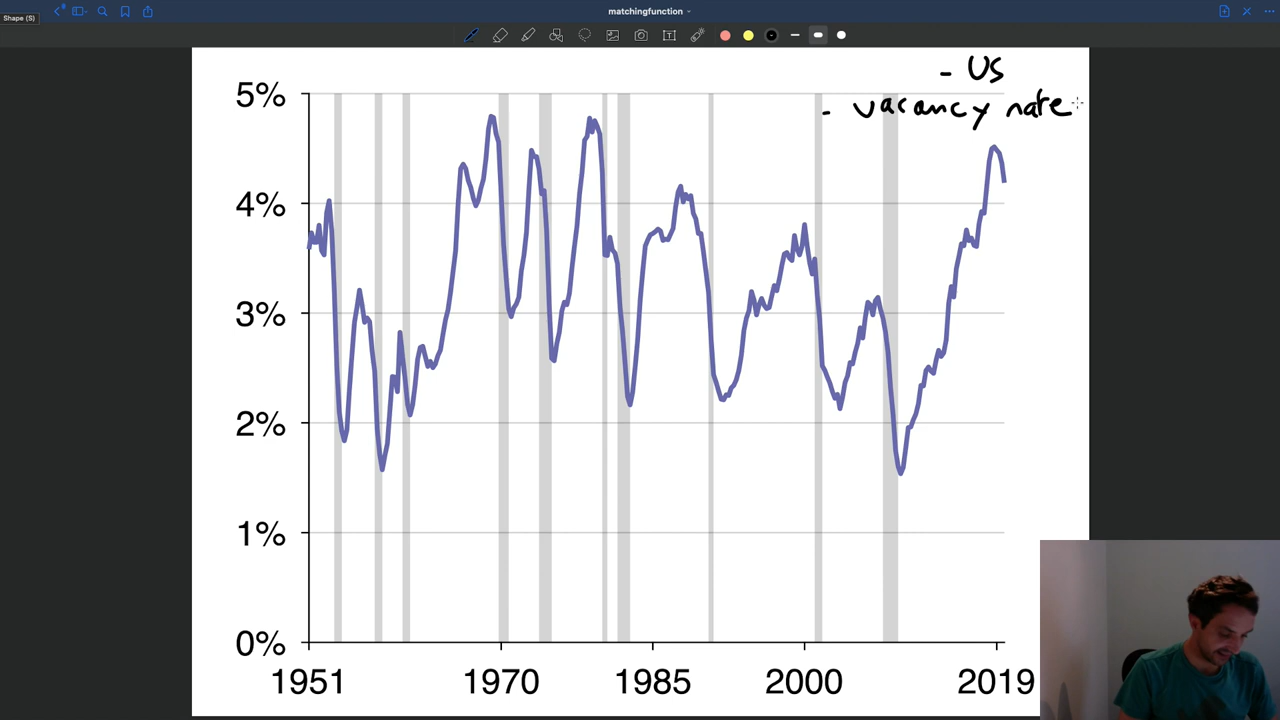 Shape (S)
matchingfunction
- US
- vacancy rate
5%
4%
3%
2%
1%
0%
1951 1970 1985 2000 2019